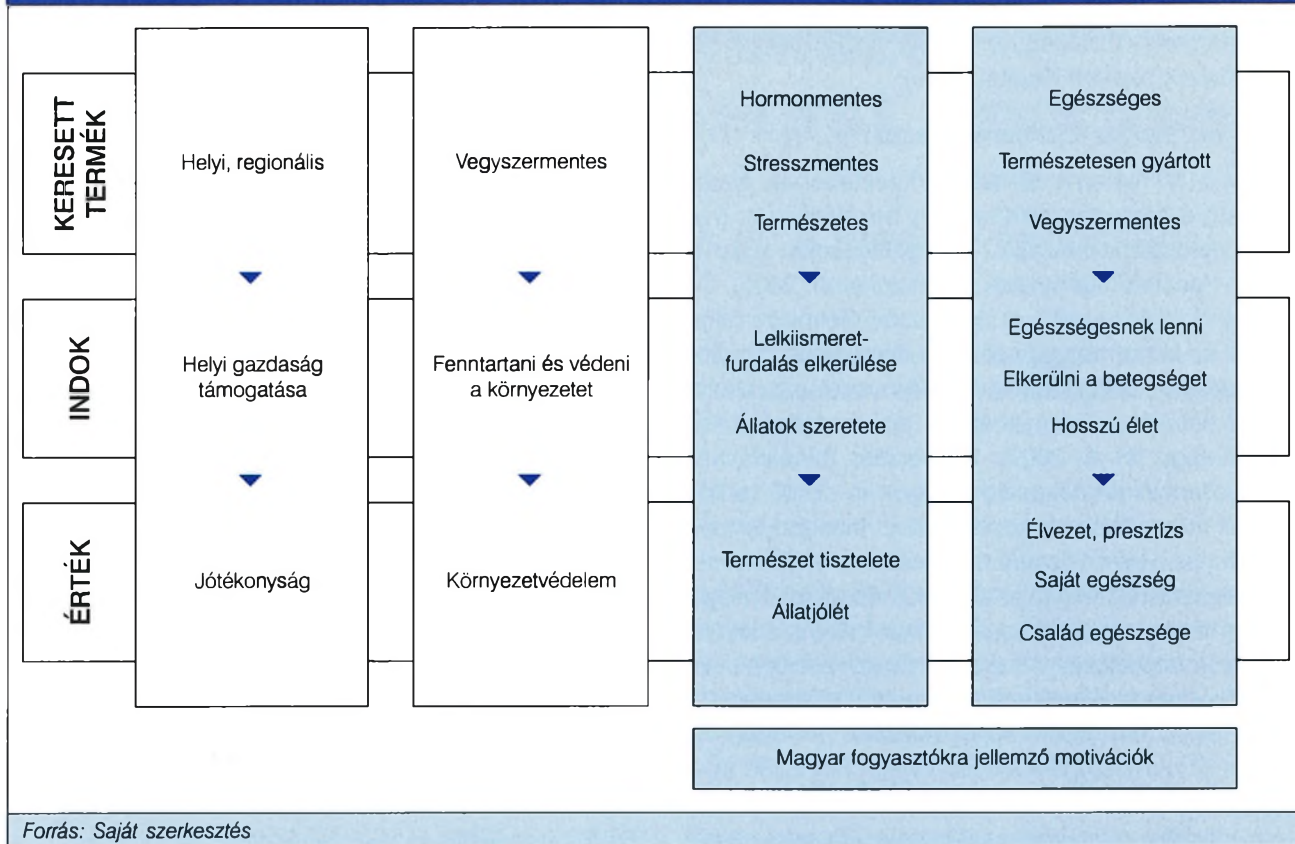 KERESETT
TERMÉK
Helyi, regionális
Vegyszermentes
Hormonmentes
Stresszmentes
Természetes
Egészséges
Természetesen gyártott
Vegyszermentes
INDOK
Helyi gazdaság
támogatása
Fenntartani és védeni
a környezetet
Lelkiismeret-
furdalás elkerülése
Állatok szeretete
Egészségesnek lenni
Elkerülni a betegséget
Hosszú élet
ÉRTÉK
Jótékonyság
Környezetvédelem
Természet tisztelete
Állatjólét
Élvezet, presztízs
Saját egészség
Család egészsége
Magyar fogyasztókra jellemző motivációk
Forrás: Saját szerkesztés